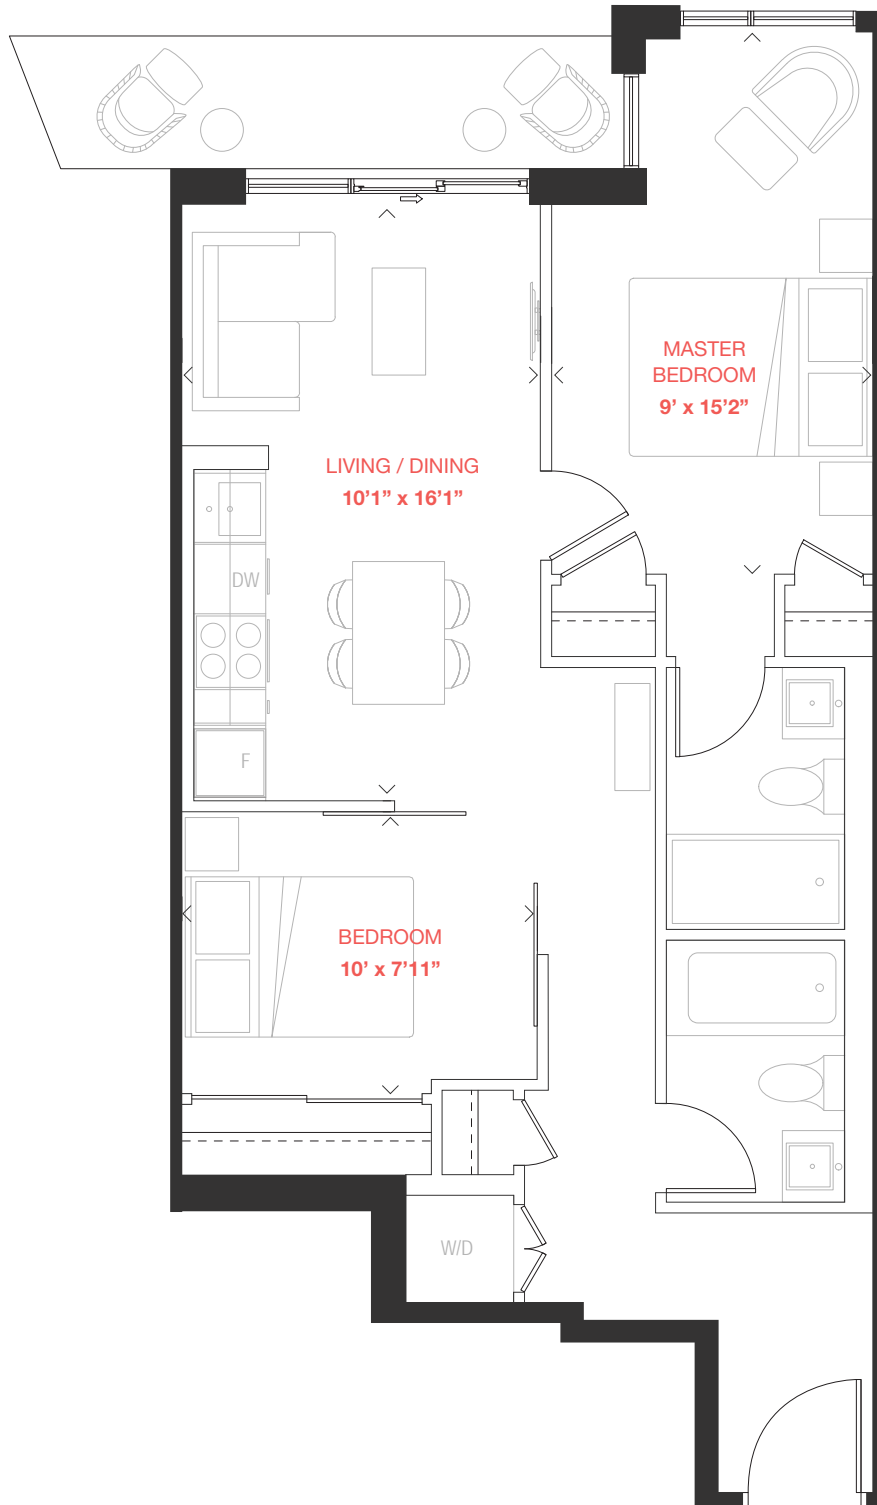 MASTER
BEDROOM
9’ x 15’2”
LIVING / DINING
10’1” x 16’1”
DW
F
BEDROOM
10’ x 7’11”
W/D